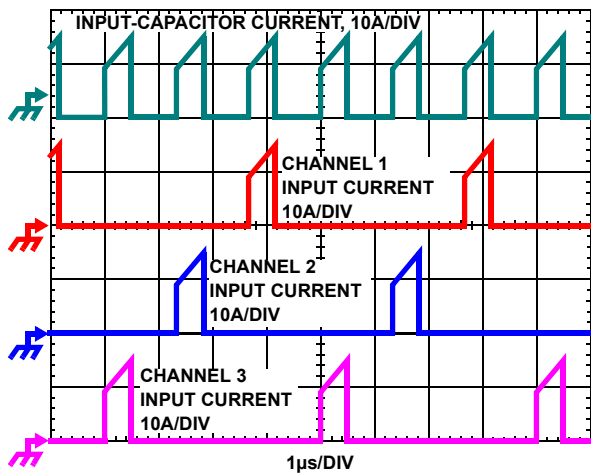 INPUT-CAPACITOR CURRENT, 10A/DIV
CHANNEL 1
INPUT CURRENT
10A/DIV
CHANNEL 2
INPUT CURRENT
10A/DIV
CHANNEL 3
INPUT CURRENT
10A/DIV
1µs/DIV